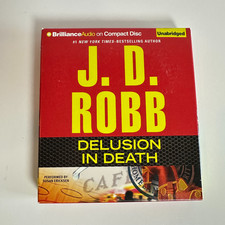 BrillianceAudio on Compact Disc
Unabridged
#1 NEW YORK TIMES-BESTSELLING AUTHOR
J. D.
ROBB
DELUSION
IN DEATH
PERFORMED BY
SUSAN ERICKSEN
CAFE